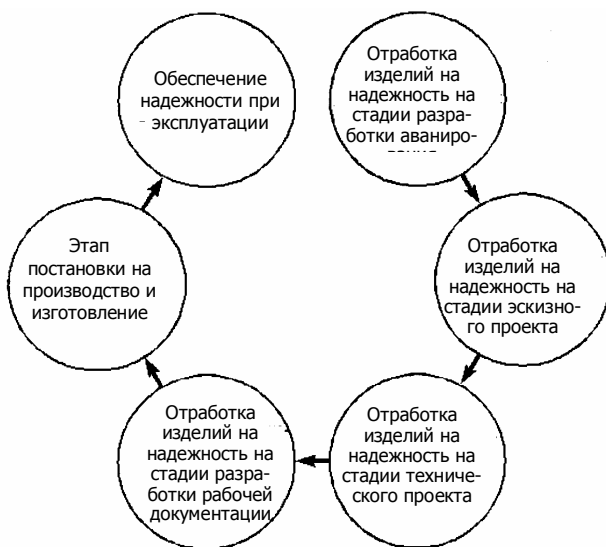 Обеспечение
надежности при
эксплуатации
Отработка
изделий на
надежность на
стадии разра-
ботки аваниро-
Отработка
изделий на
надежность на
стадии эскизно-
го проекта
Отработка
изделий на
надежность на
стадии техниче-
ского проекта
Отработка
изделий на
надежность на
стадии разра-
ботки рабочей
документации
Этап
постановки на
производство и
изготовление